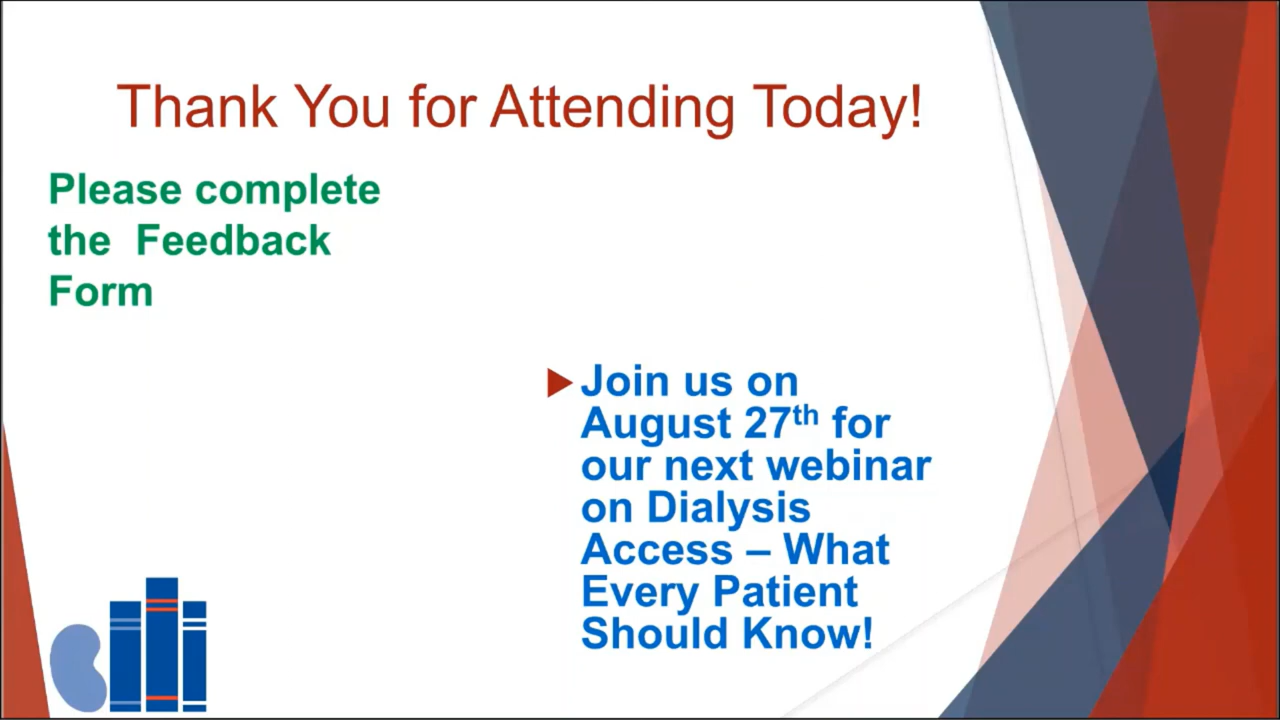 Thank You for Attending Today!
Please complete
the Feedback
Form
Join us on
August 27th for
our next webinar
on Dialysis
Access – What
Every Patient
Should Know!